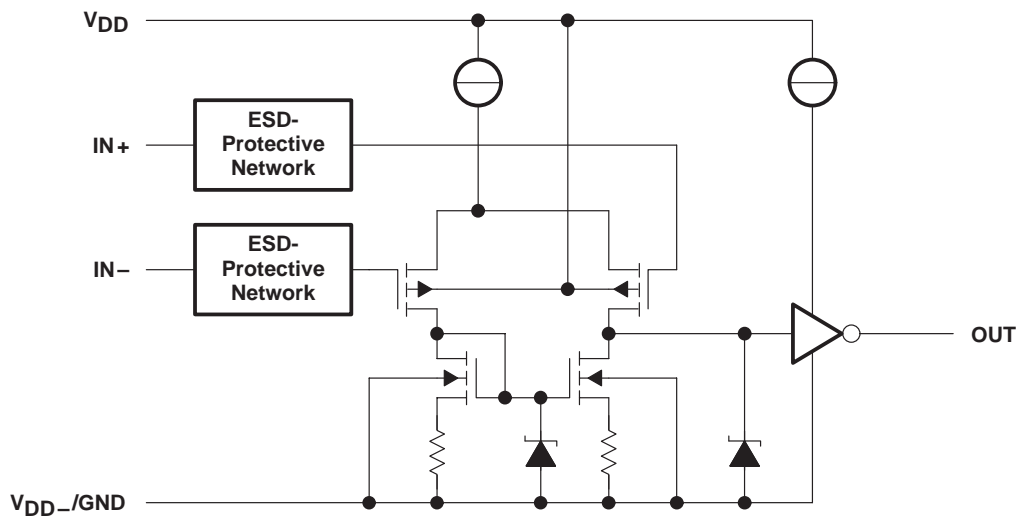 VDD
ESD-
Protective
Network
IN+
ESD-
Protective
Network
IN−
OUT
VDD−/GND